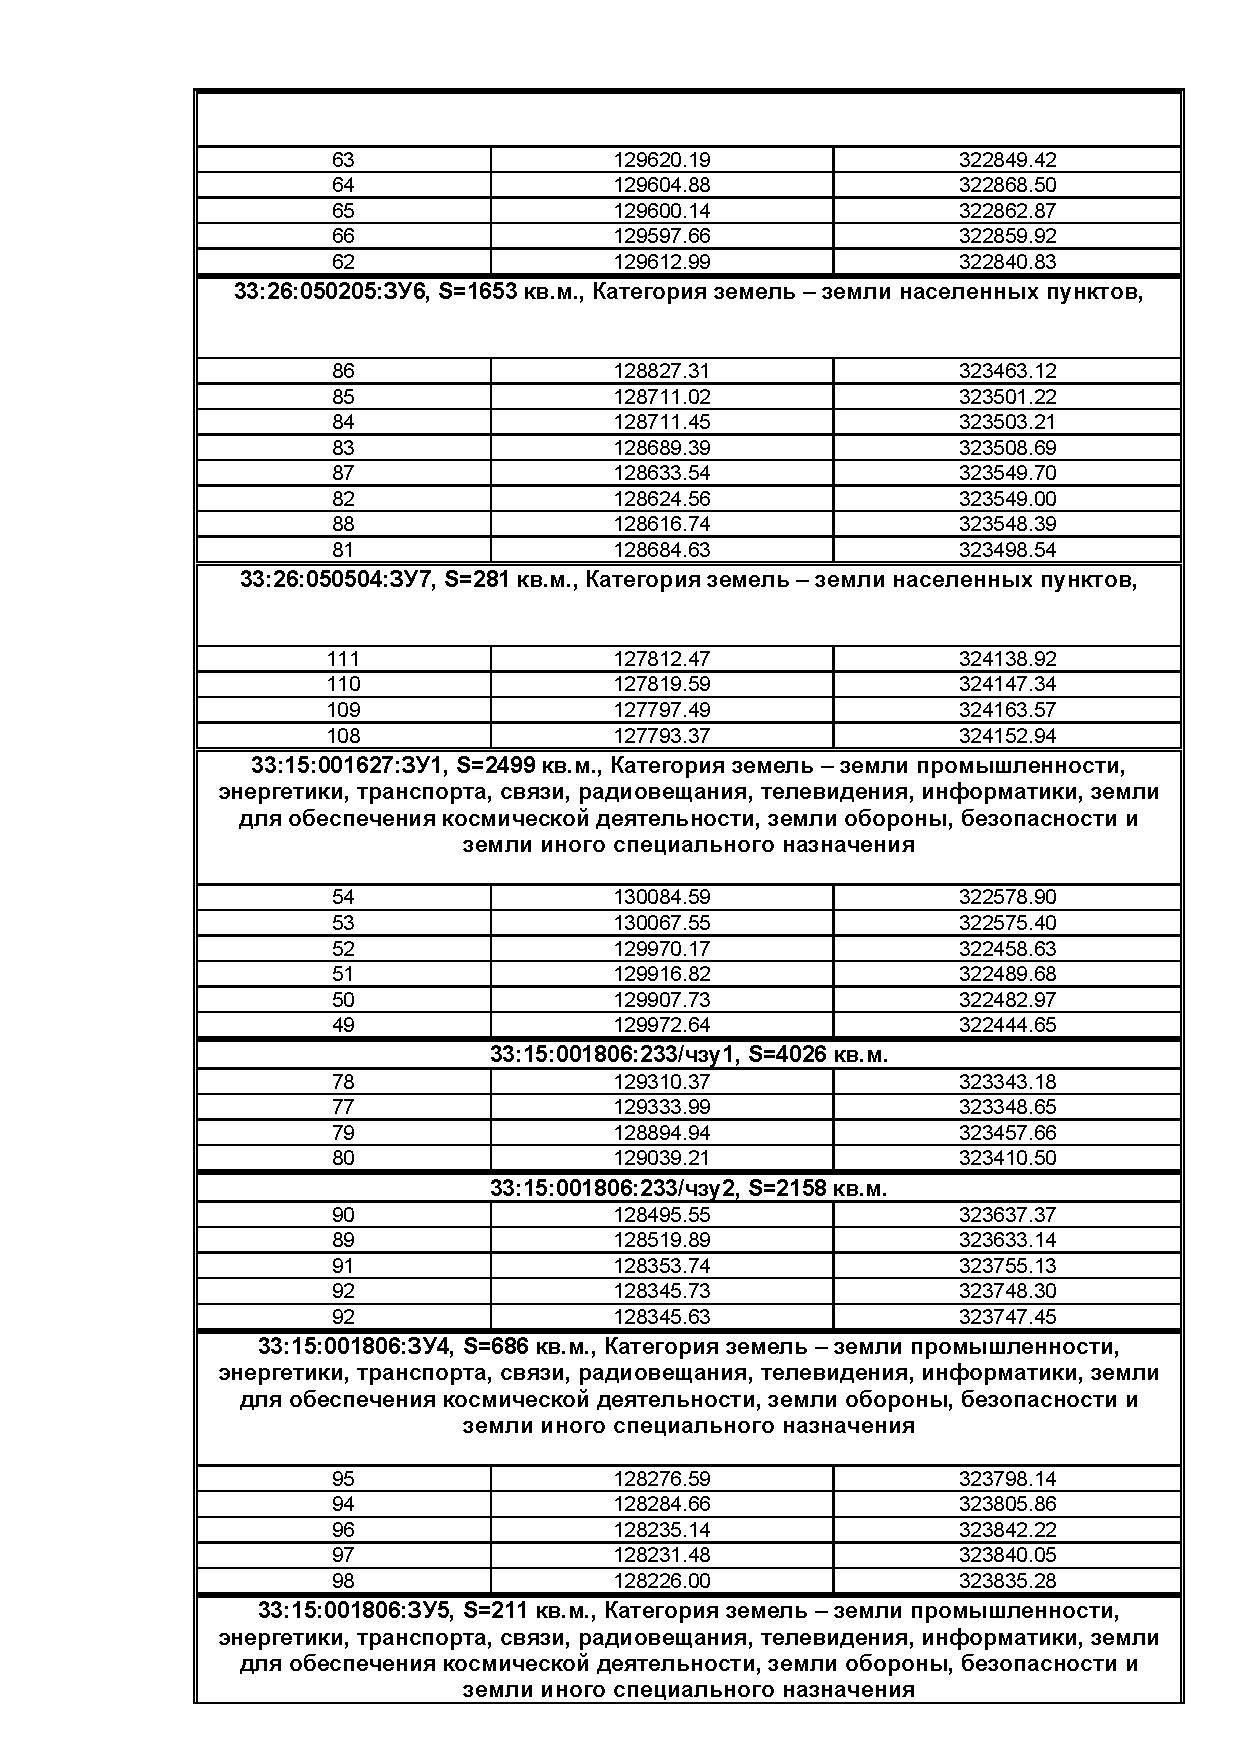 63 129620.19 322849.42
64 129604.88 322868.50
65 129600.14 322862.87
66 129597.66 322859.92
62 129612.99 322840.83
33:26:050205:ЗУ6, S=1653 кв.м., Категория земель – земли населенных пунктов,
86 128827.31 323463.12
85 128711.02 323501.22
84 128711.45 323503.21
83 128689.39 323508.69
87 128633.54 323549.70
82 128624.56 323549.00
88 128616.74 323548.39
81 128684.63 323498.54
33:26:050504:ЗУ7, S=281 кв.м., Категория земель – земли населенных пунктов,
111 127812.47 324138.92
110 127819.59 324147.34
109 127797.49 324163.57
108 127793.37 324152.94
33:15:001627:ЗУ1, S=2499 кв.м., Категория земель – земли промышленности,
энергетики, транспорта, связи, радиовещания, телевидения, информатики, земли
для обеспечения космической деятельности, земли обороны, безопасности и
земли иного специального назначения
54 130084.59 322578.90
53 130067.55 322575.40
52 129970.17 322458.63
51 129916.82 322489.68
50 129907.73 322482.97
49 129972.64 322444.65
33:15:001806:233/чзу1, S=4026 кв.м.
78 129310.37 323343.18
77 129333.99 323348.65
79 128894.94 323457.66
80 129039.21 323410.50
33:15:001806:233/чзу2, S=2158 кв.м.
90 128495.55 323637.37
89 128519.89 323633.14
91 128353.74 323755.13
92 128345.73 323748.30
92 128345.63 323747.45
33:15:001806:ЗУ4, S=686 кв.м., Категория земель – земли промышленности,
энергетики, транспорта, связи, радиовещания, телевидения, информатики, земли
для обеспечения космической деятельности, земли обороны, безопасности и
земли иного специального назначения
95 128276.59 323798.14
94 128284.66 323805.86
96 128235.14 323842.22
97 128231.48 323840.05
98 128226.00 323835.28
33:15:001806:ЗУ5, S=211 кв.м., Категория земель – земли промышленности,
энергетики, транспорта, связи, радиовещания, телевидения, информатики, земли
для обеспечения космической деятельности, земли обороны, безопасности и
земли иного специального назначения